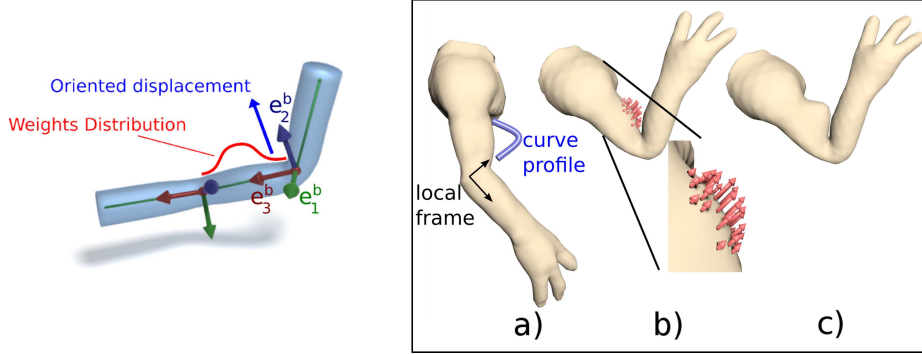 Oriented displacement
Weights Distribution
e₂ᵇ
e₃ᵇ
e₁ᵇ
curve
profile
local
frame
a)
b)
c)